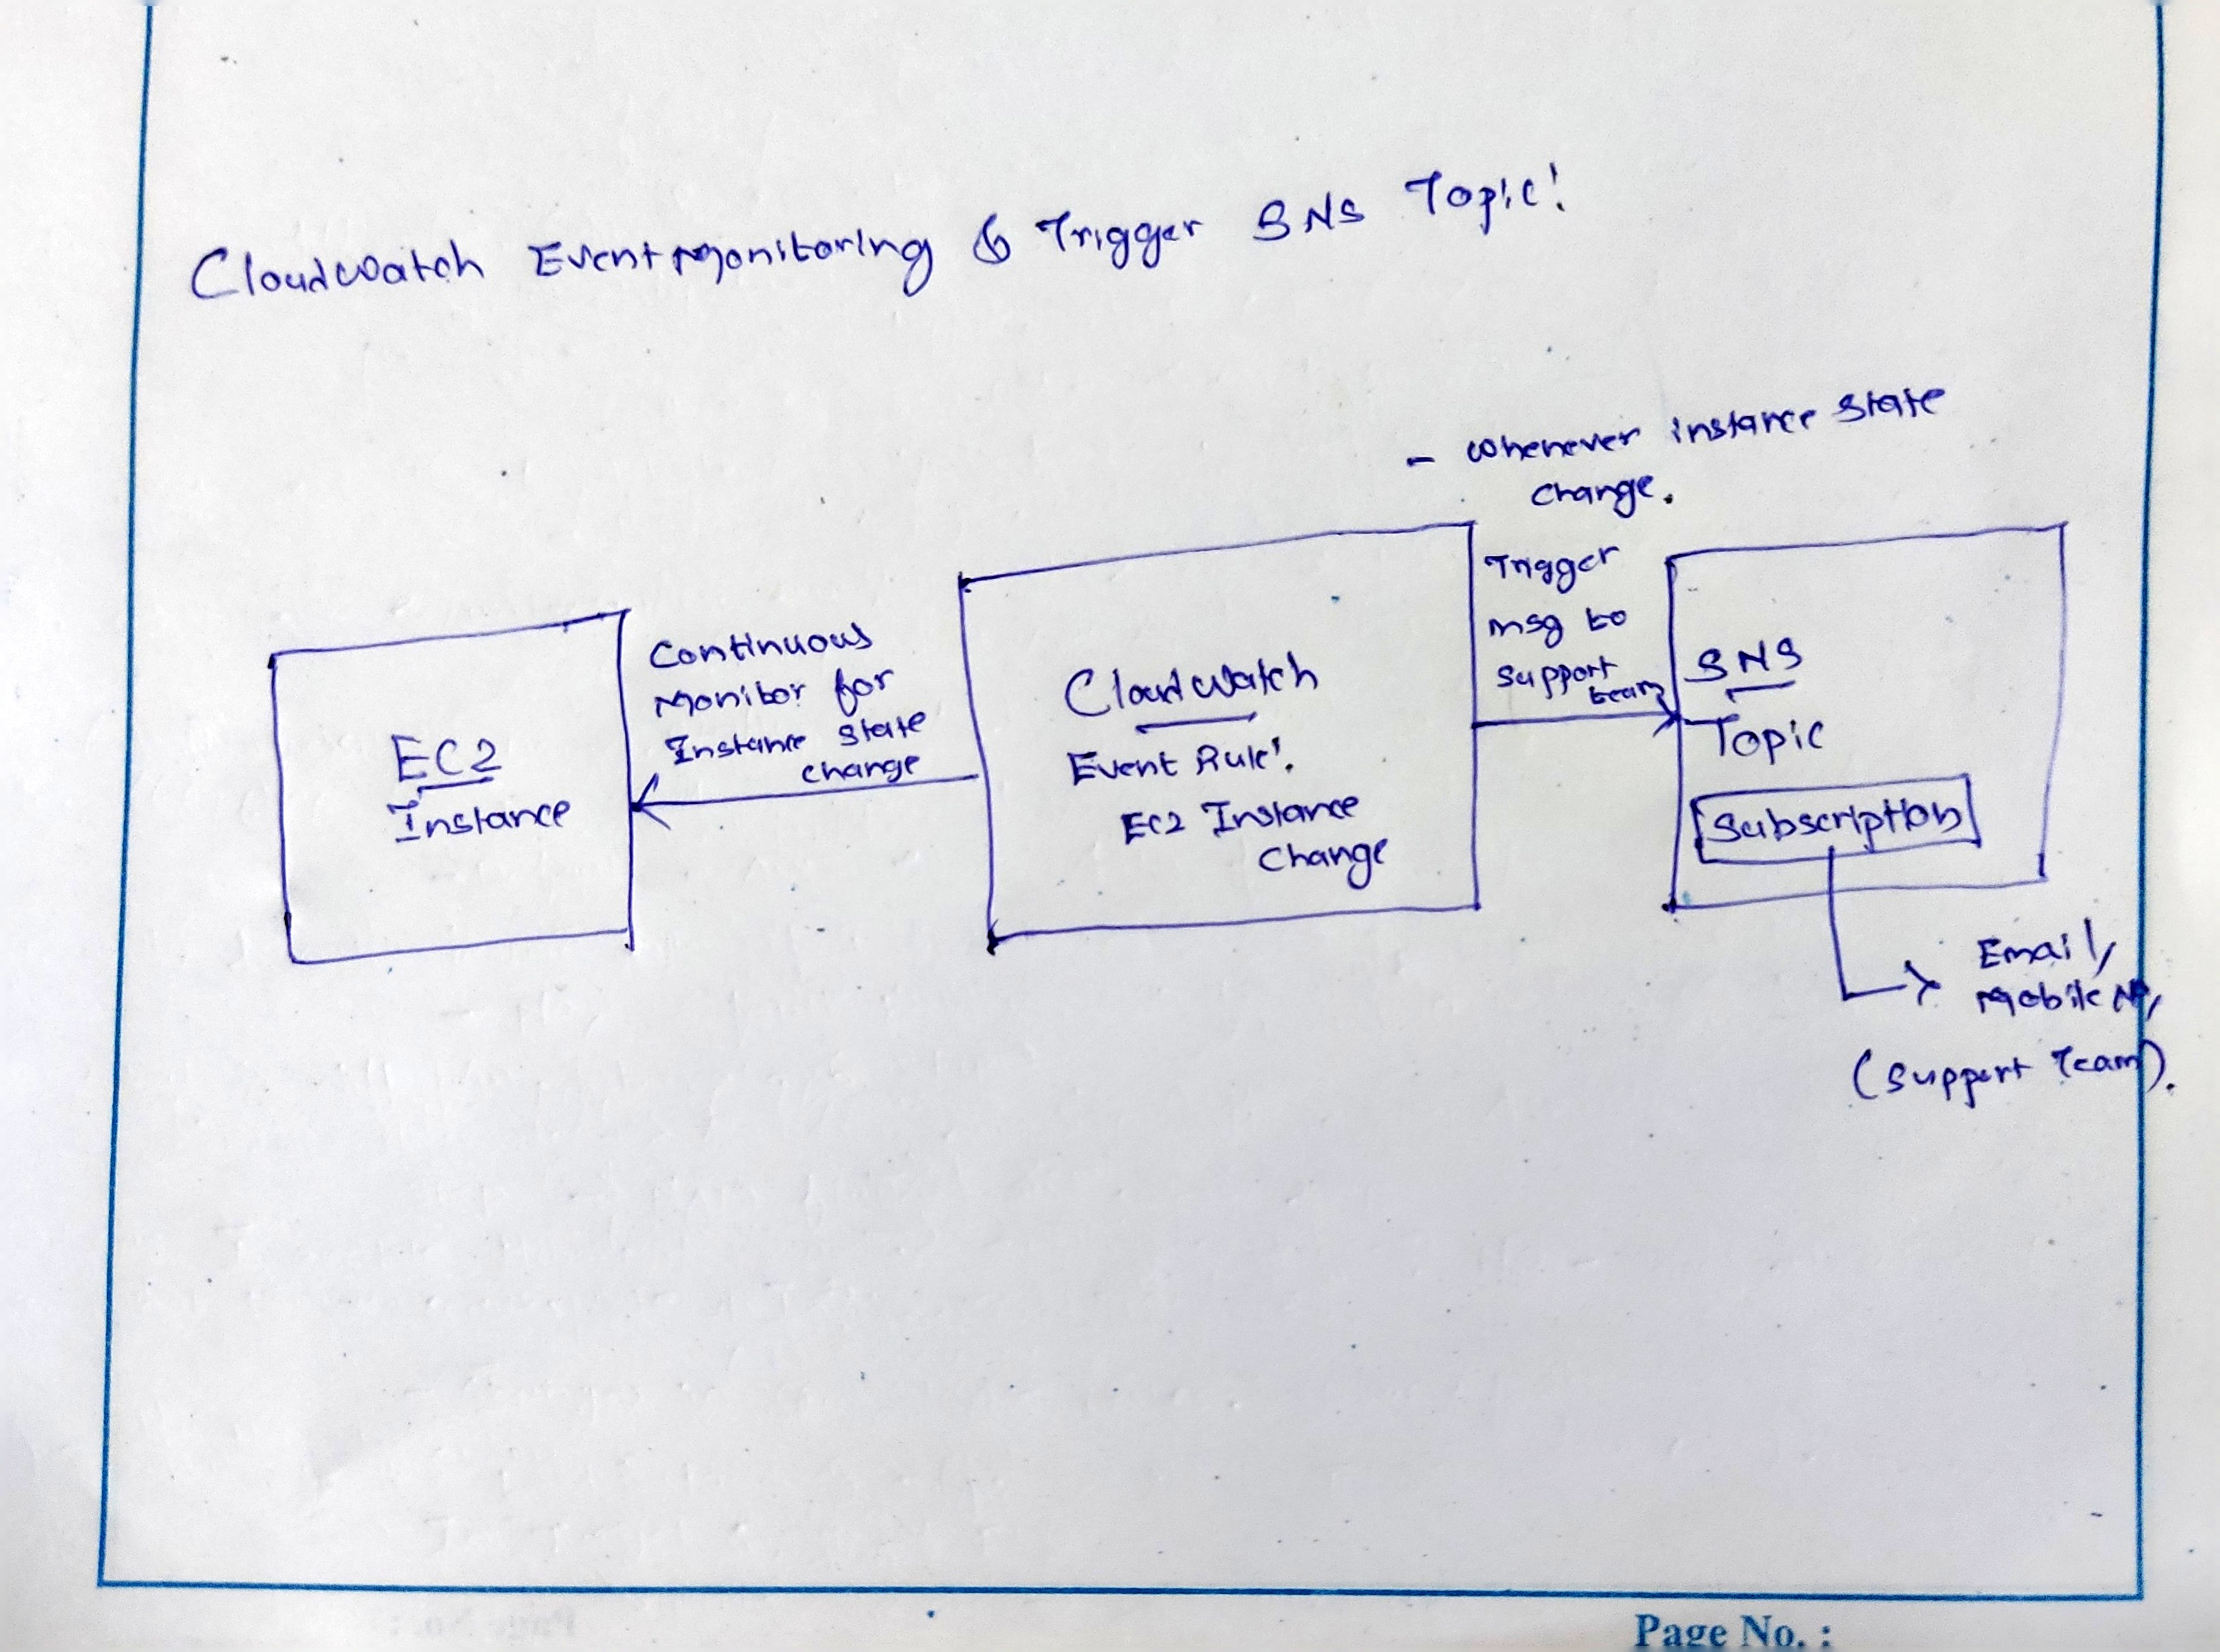 CloudWatch Event Monitoring & Trigger SNS Topic:
- Whenever instance state
change.
EC2
Instance
Continuous
Monitor for
Instance state
change
CloudWatch
Event Rule:
EC2 Instance
Change
Trigger
msg to
support
team
SNS
Topic
Subscription
Email/
Mobile
(Support Team).
Page No. :